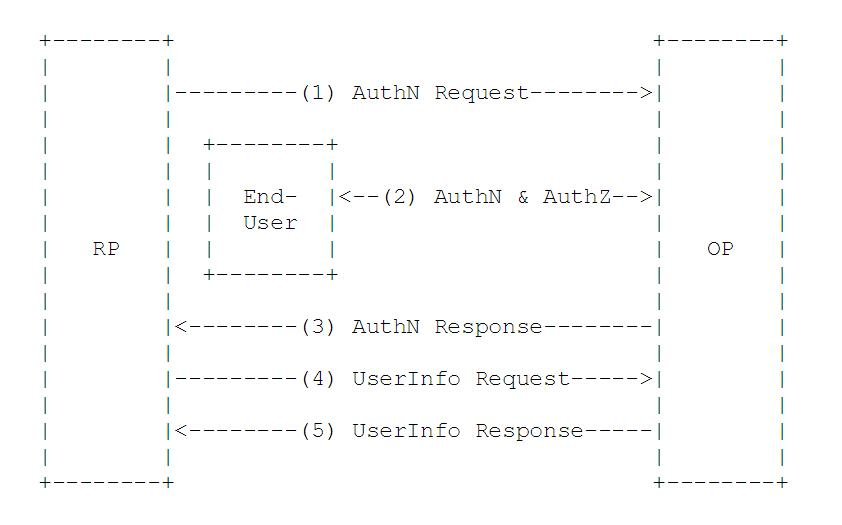 (1) AuthN Request
End-
User
(2) AuthN & AuthZ
RP
OP
(3) AuthN Response
(4) UserInfo Request
(5) UserInfo Response